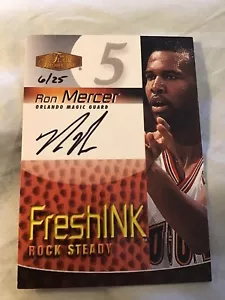 5
6/25
Ron Mercer
ORLANDO MAGIC GUARD
FreshINK
ROCK STEADY